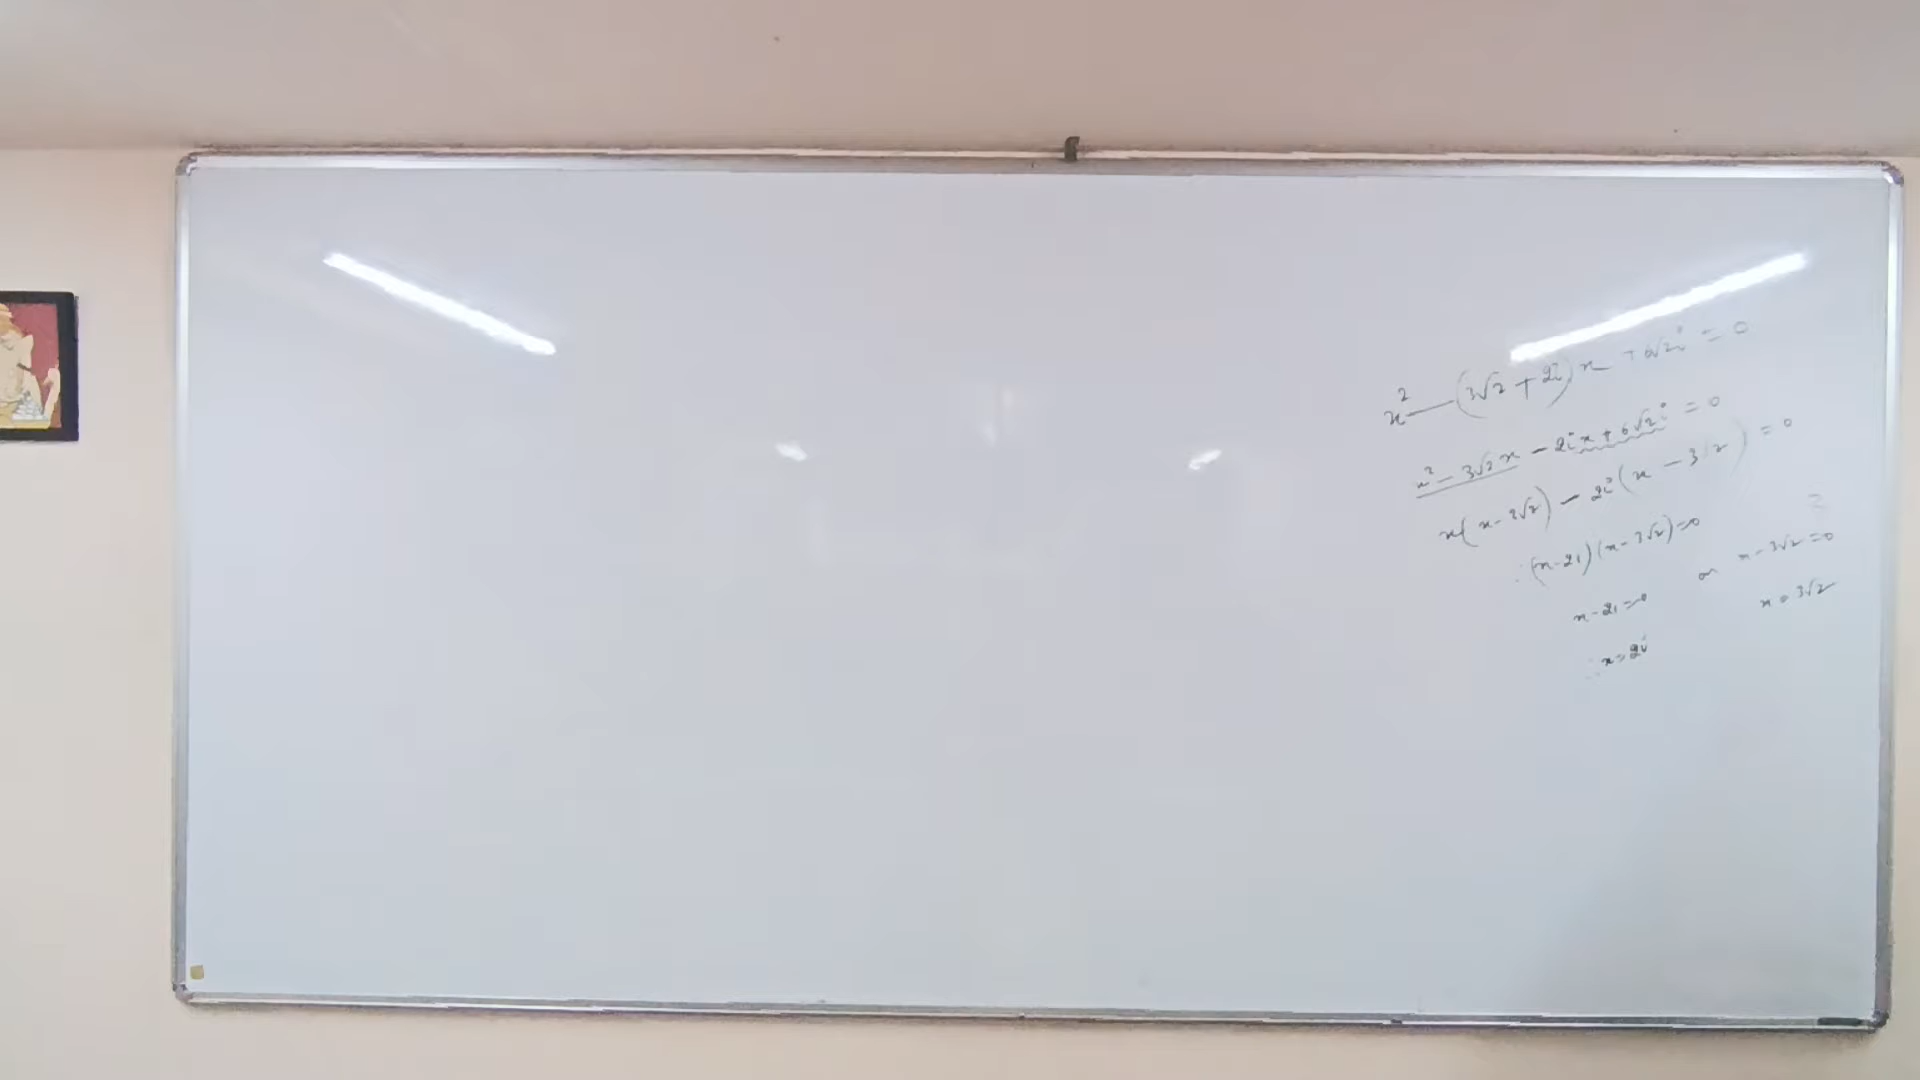 x² — (3√2 + 2i) x + 6√2i = 0
x² - 3√2 x - 2ix + 6√2i = 0
x(x - 3√2) - 2i(x - 3√2) = 0
∴ (x - 2i)(x - 3√2) = 0
x - 2i = 0 or x - 3√2 = 0
∴ x = 2i x = 3√2